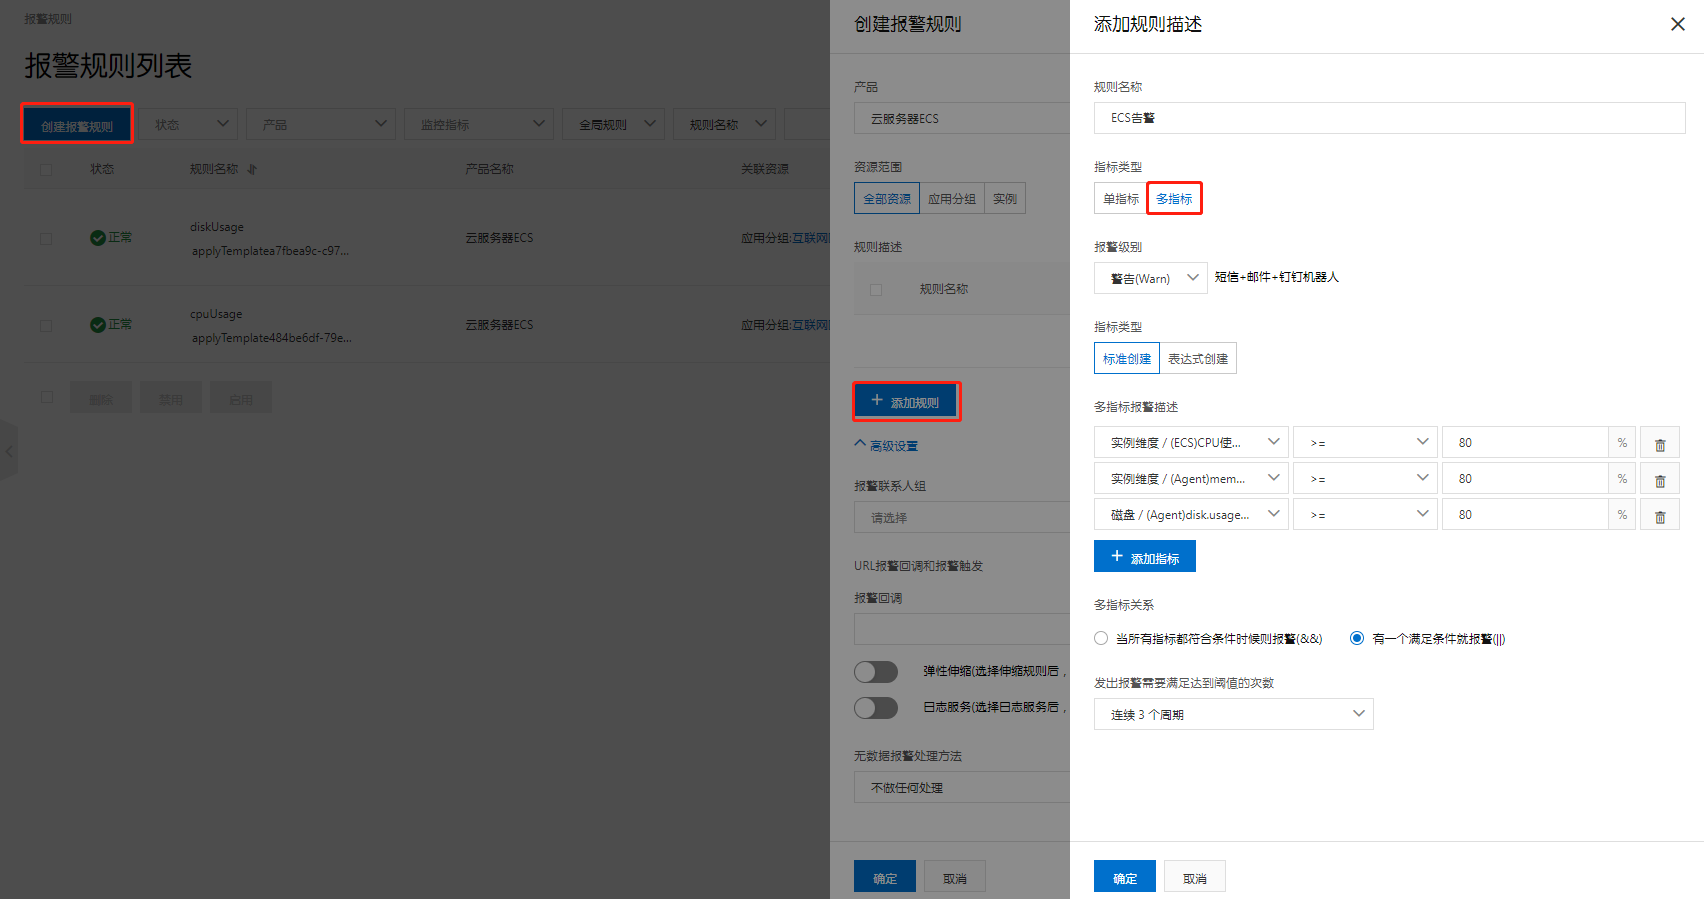 报警规则
报警规则列表
创建报警规则
状态
产品
监控指标
全局规则
规则名称
状态
规则名称
产品名称
关联资源
正常
diskUsage
applyTemplatea7fbea9c-c97...
云服务器ECS
应用分组:互联网
正常
cpuUsage
applyTemplate484be6df-79e...
云服务器ECS
应用分组:互联网
删除
禁用
启用
创建报警规则
产品
云服务器ECS
资源范围
全部资源
应用分组
实例
规则描述
规则名称
添加规则
高级设置
报警联系人组
请选择
URL报警回调和报警触发
报警回调
弹性伸缩(选择伸缩规则后，
日志服务(选择日志服务后，
无数据报警处理方法
不做任何处理
确定
取消
添加规则描述
规则名称
ECS告警
指标类型
单指标
多指标
报警级别
警告(Warn)
短信+邮件+钉钉机器人
指标类型
标准创建
表达式创建
多指标报警描述
实例维度 / (ECS)CPU使... >= 80 %
实例维度 / (Agent)mem... >= 80 %
磁盘 / (Agent)disk.usage... >= 80 %
添加指标
多指标关系
当所有指标都符合条件时候则报警(&&)
有一个满足条件就报警(||)
发出报警需要满足达到阈值的次数
连续 3 个周期
确定
取消